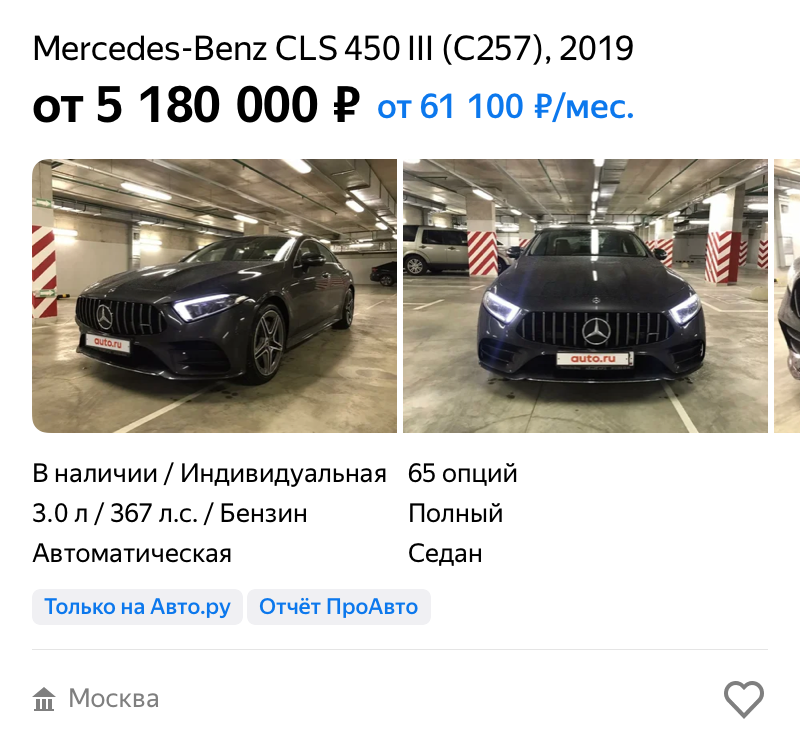 Mercedes-Benz CLS 450 III (C257), 2019
от 5 180 000 ₽ от 61 100 ₽/мес.
auto.ru
auto.ru
В наличии / Индивидуальная 65 опций
3.0 л / 367 л.с. / Бензин Полный
Автоматическая Седан
Только на Авто.ру Отчёт ПроАвто
Москва